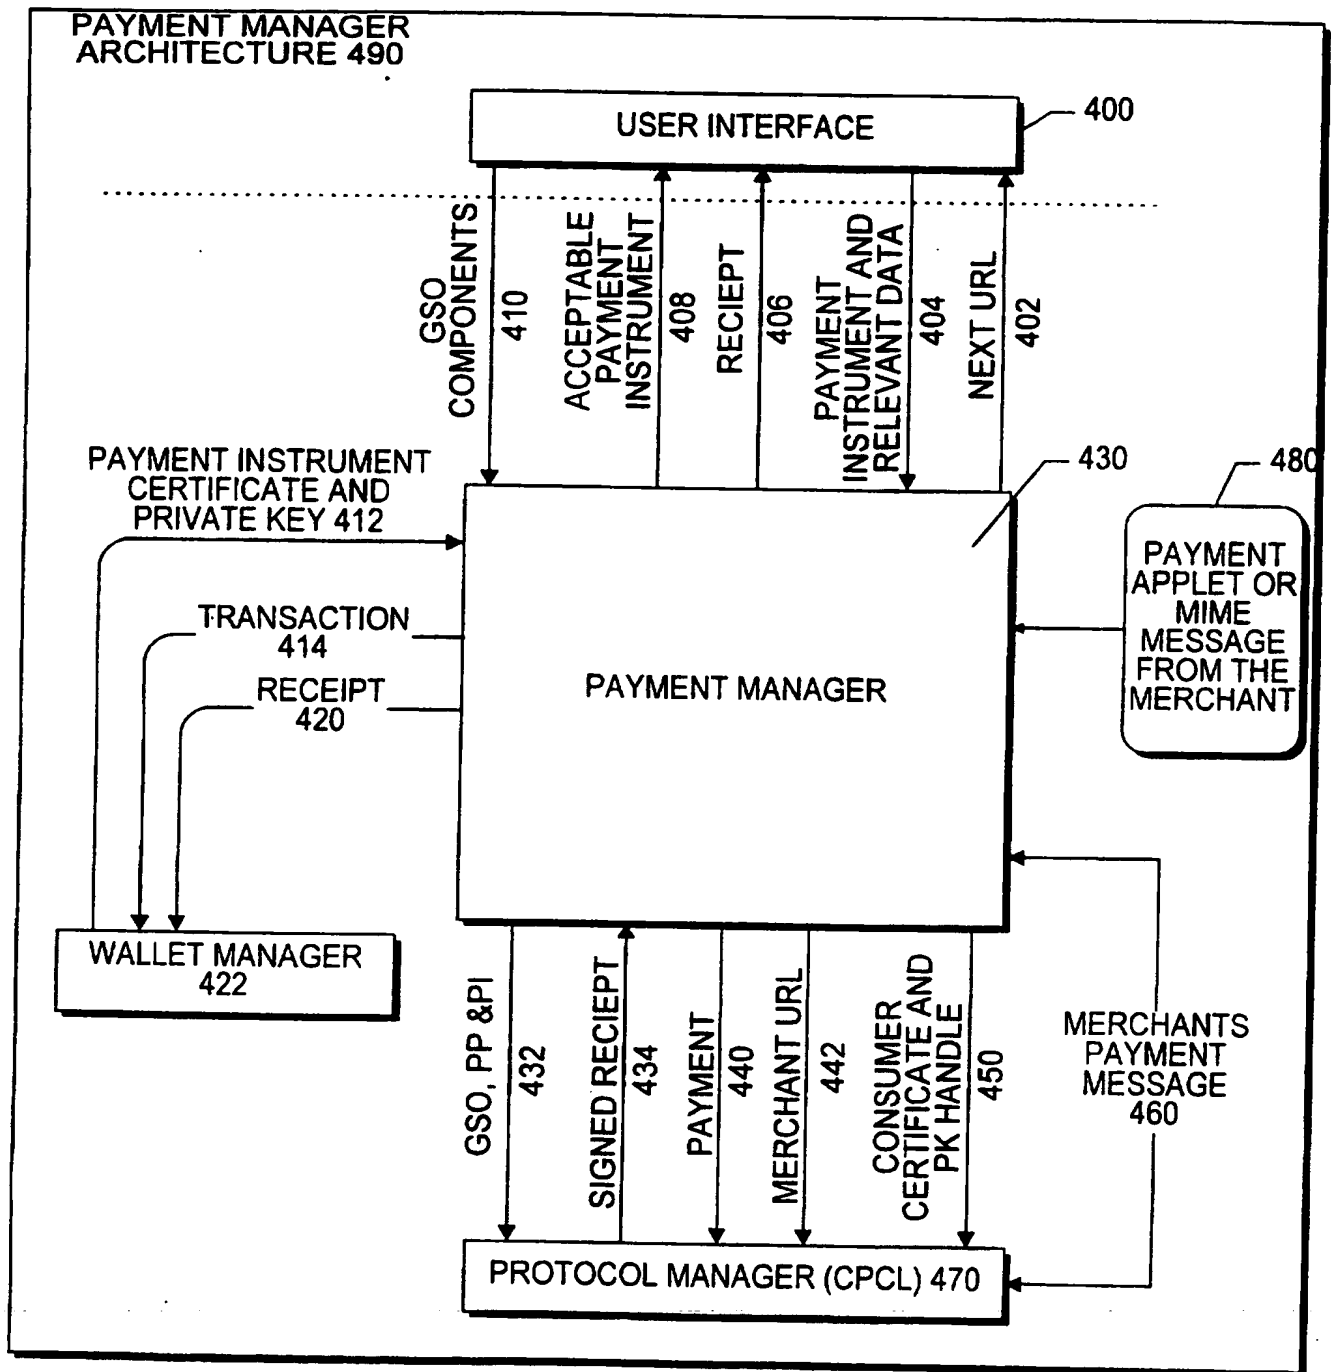 PAYMENT MANAGER
ARCHITECTURE 490
USER INTERFACE
400
GSO
COMPONENTS
410
ACCEPTABLE
PAYMENT
INSTRUMENT
408
RECIEPT
406
PAYMENT
INSTRUMENT AND
RELEVANT DATA
404
NEXT URL
402
PAYMENT INSTRUMENT
CERTIFICATE AND
PRIVATE KEY 412
430
480
TRANSACTION
414
RECEIPT
420
PAYMENT MANAGER
PAYMENT
APPLET OR
MIME
MESSAGE
FROM THE
MERCHANT
WALLET MANAGER
422
GSO, PP &PI
432
SIGNED RECIEPT
434
PAYMENT
440
MERCHANT URL
442
CONSUMER
CERTIFICATE AND
PK HANDLE
450
MERCHANTS
PAYMENT
MESSAGE
460
PROTOCOL MANAGER (CPCL) 470